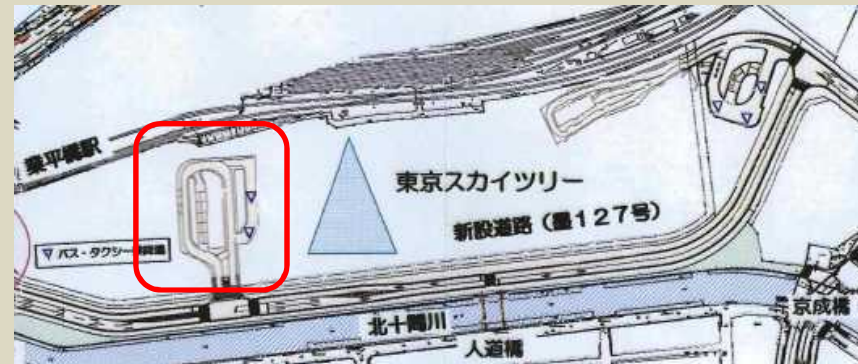 業平橋駅
東京スカイツリー
新設道路（墨127号）
▽ バス・タクシー乗降場
北十間川
人道橋
京成橋